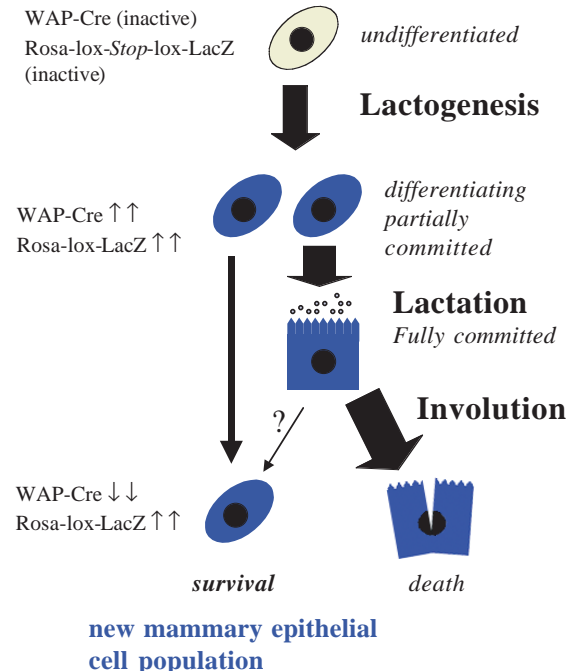 WAP-Cre (inactive)
Rosa-lox-Stop-lox-LacZ
(inactive)
undifferentiated
Lactogenesis
WAP-Cre ↑↑
Rosa-lox-LacZ ↑↑
differentiating
partially
committed
Lactation
Fully committed
Involution
?
WAP-Cre ↓↓
Rosa-lox-LacZ ↑↑
survival
death
new mammary epithelial
cell population